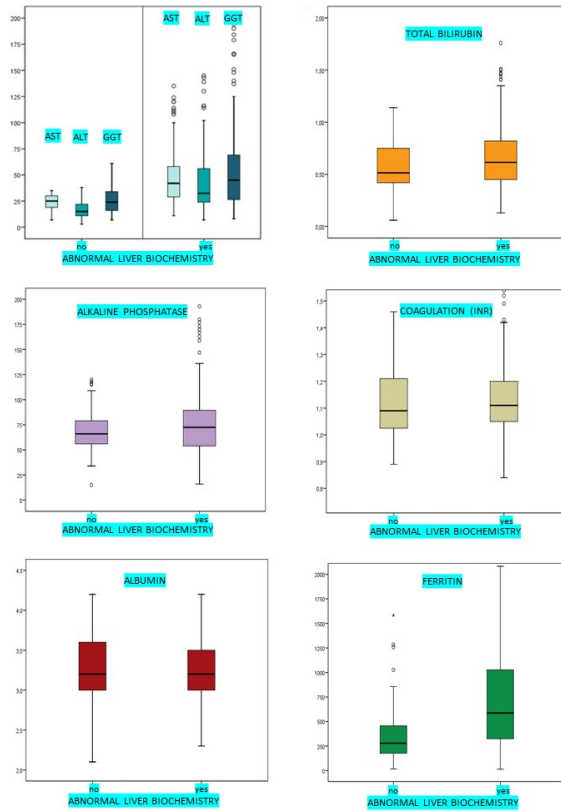 AST ALT GGT
AST ALT GGT
200
175
150
125
100
75
50
25
0
no yes
ABNORMAL LIVER BIOCHEMISTRY
TOTAL BILIRUBIN
2,00
1,50
1,00
0,50
0,00
no yes
ABNORMAL LIVER BIOCHEMISTRY
ALKALINE PHOSPHATASE
200
175
150
125
100
75
50
25
0
no yes
ABNORMAL LIVER BIOCHEMISTRY
COAGULATION (INR)
1,5
1,4
1,3
1,2
1,1
1,0
0,9
0,8
no yes
ABNORMAL LIVER BIOCHEMISTRY
ALBUMIN
4,5
4,0
3,5
3,0
2,5
2,0
no yes
ABNORMAL LIVER BIOCHEMISTRY
FERRITIN
2000
1750
1500
1250
1000
750
500
250
0
no yes
ABNORMAL LIVER BIOCHEMISTRY